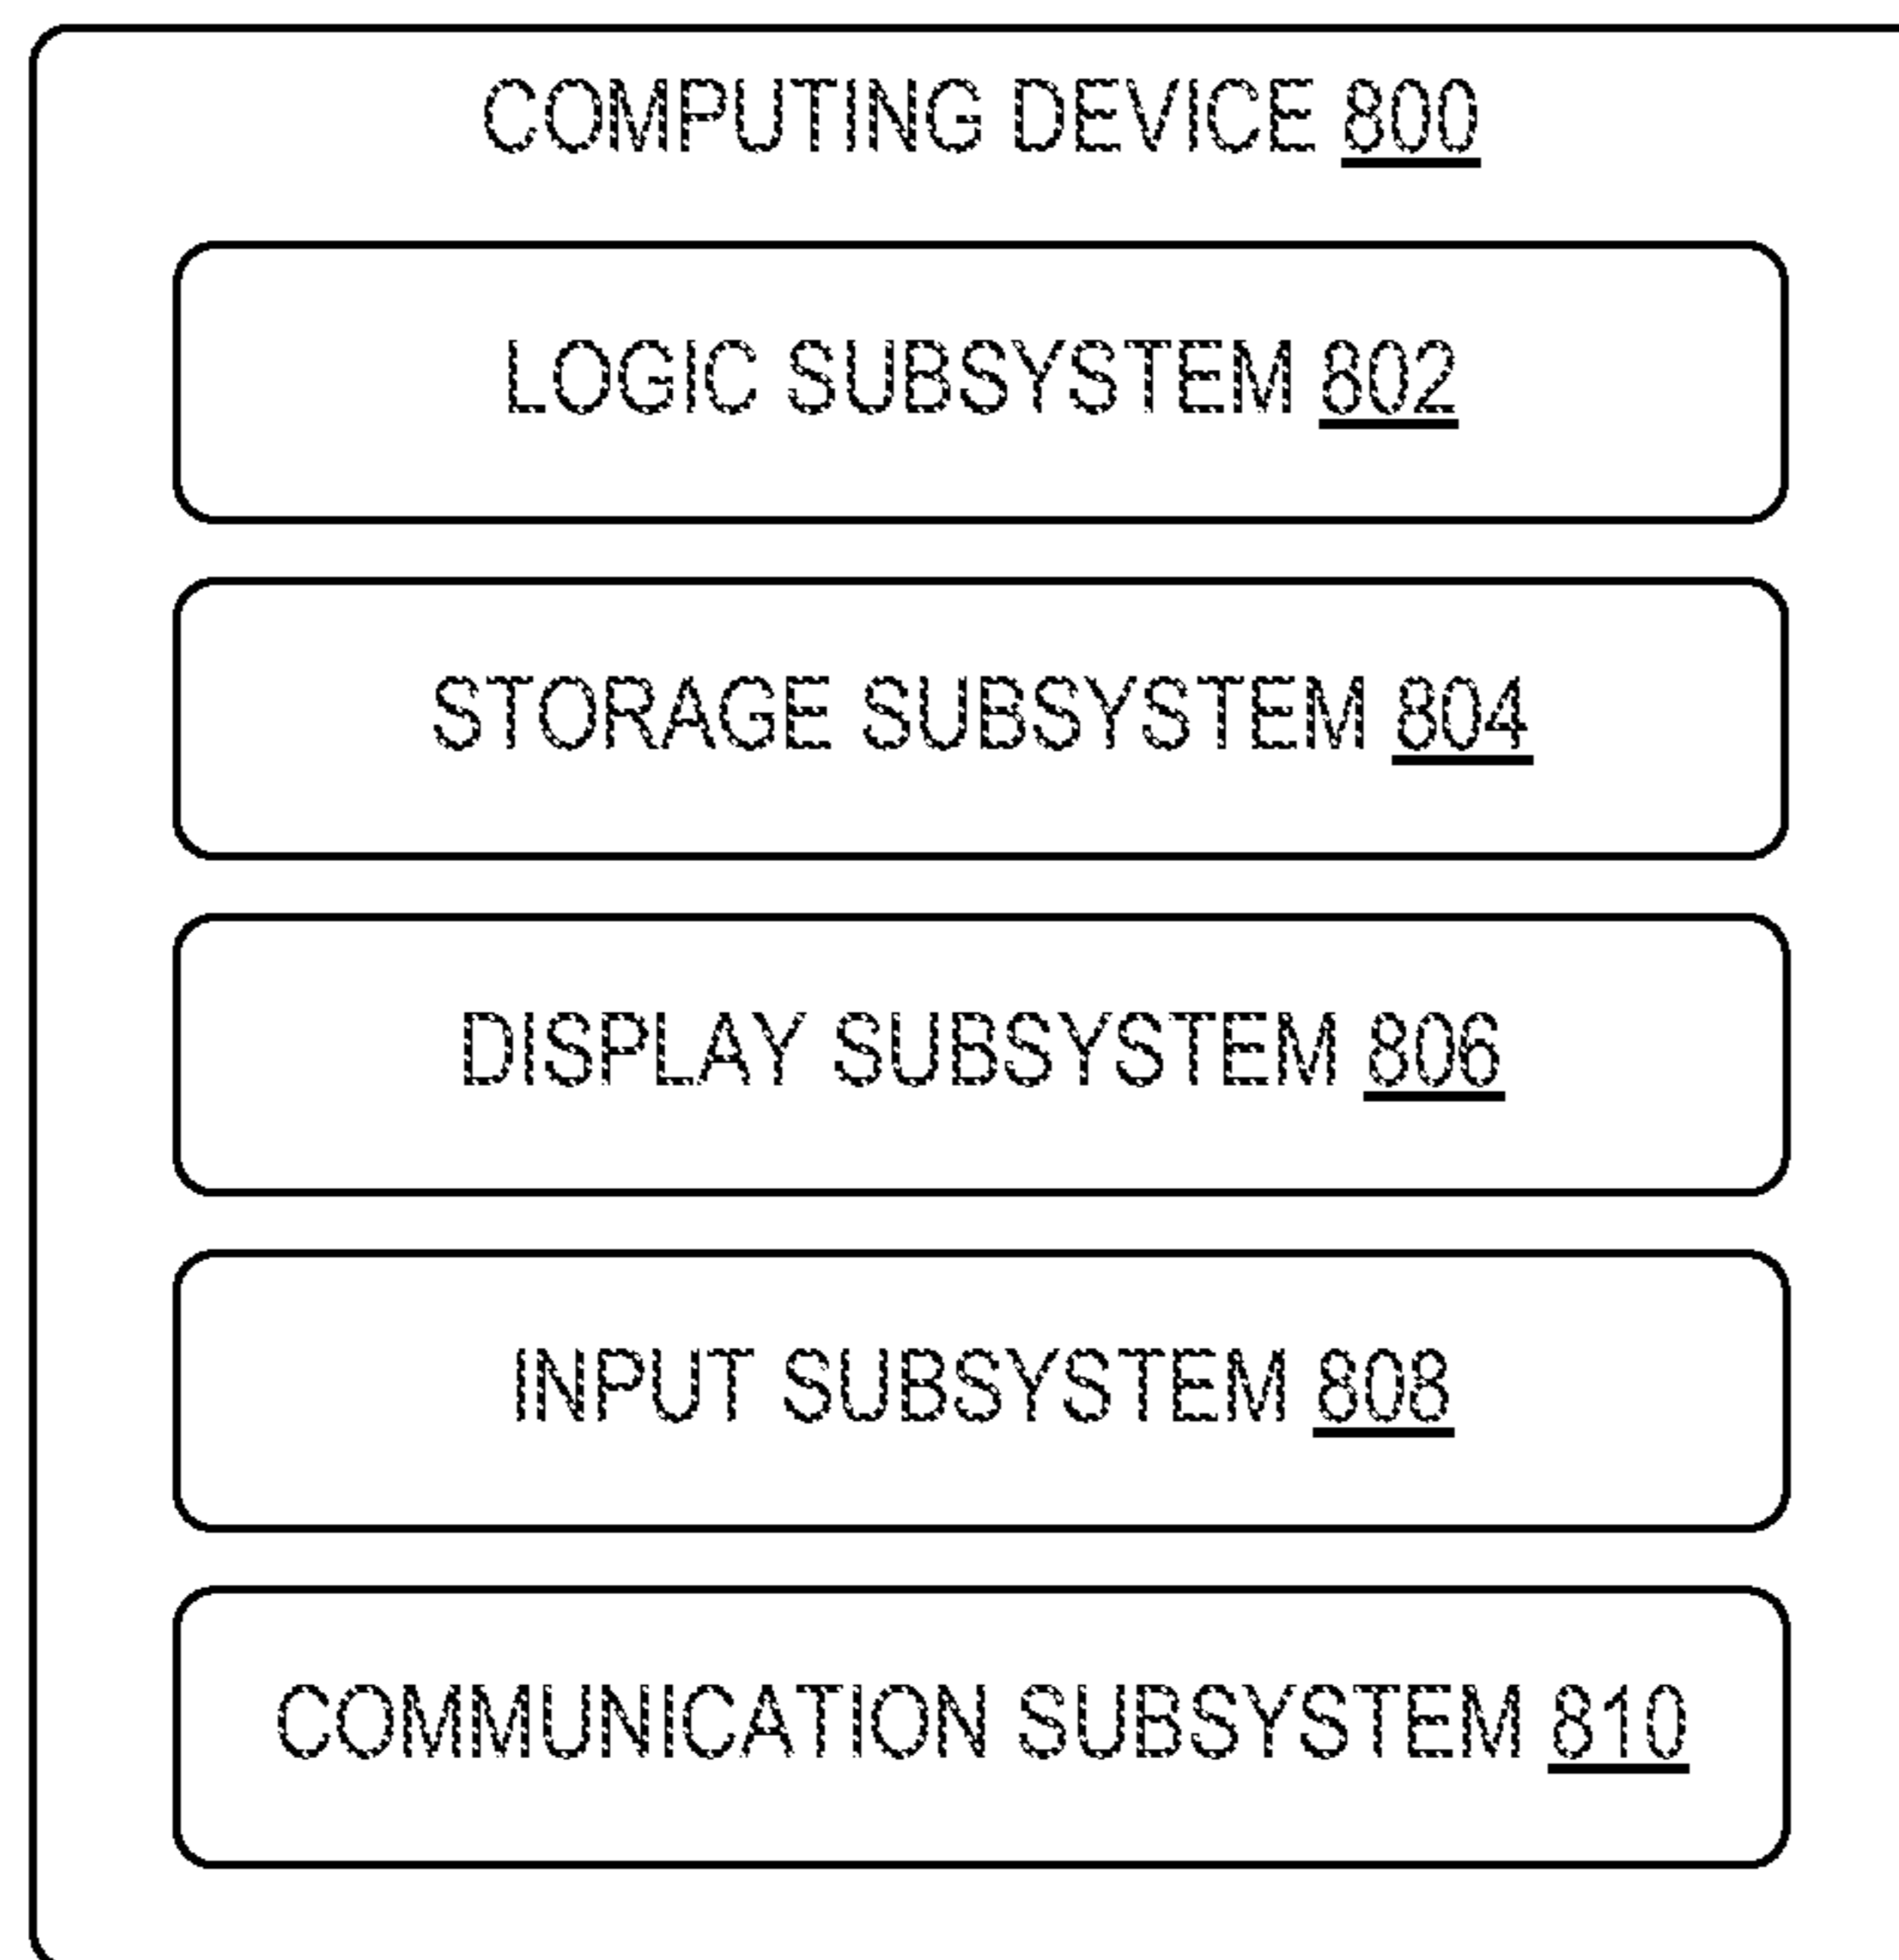 COMPUTING DEVICE 800
LOGIC SUBSYSTEM 802
STORAGE SUBSYSTEM 804
DISPLAY SUBSYSTEM 806
INPUT SUBSYSTEM 808
COMMUNICATION SUBSYSTEM 810